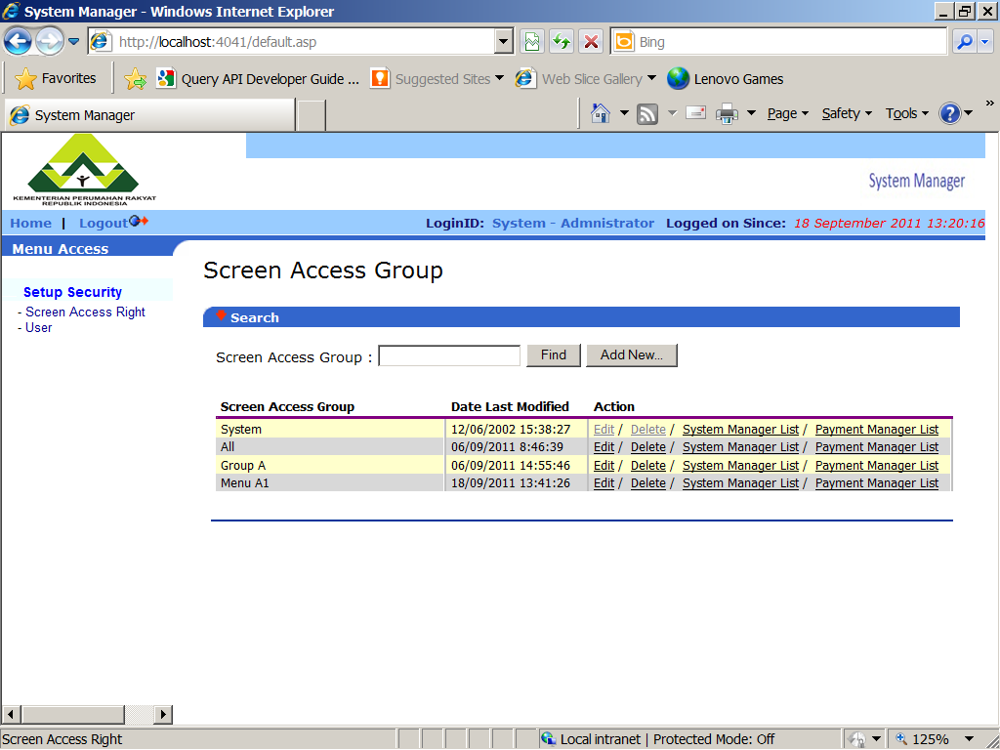 System Manager - Windows Internet Explorer
http://localhost:4041/default.asp
Bing
Favorites
Query API Developer Guide ...
Suggested Sites
Web Slice Gallery
Lenovo Games
System Manager
Page
Safety
Tools
»
KEMENTERIAN PERUMAHAN RAKYAT
REPUBLIK INDONESIA
System Manager
Home | Logout
LoginID: System - Admnistrator Logged on Since: 18 September 2011 13:20:16
Menu Access
Setup Security
- Screen Access Right
- User
Screen Access Group
Search
Screen Access Group : Find Add New...
Screen Access Group Date Last Modified Action
System 12/06/2002 15:38:27 Edit / Delete / System Manager List / Payment Manager List
All 06/09/2011 8:46:39 Edit / Delete / System Manager List / Payment Manager List
Group A 06/09/2011 14:55:46 Edit / Delete / System Manager List / Payment Manager List
Menu A1 18/09/2011 13:41:26 Edit / Delete / System Manager List / Payment Manager List
Screen Access Right
Local intranet | Protected Mode: Off
125%